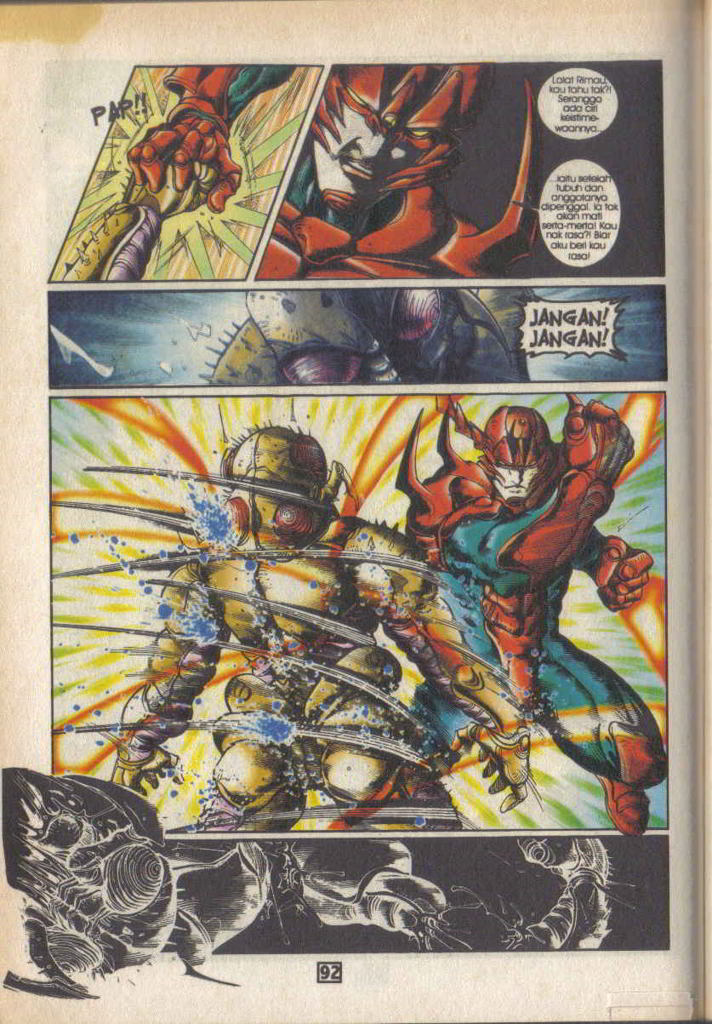 PAP!!
Lalat Rimau,
kau tahu tak?!
Serangga
ada ciri
keistime-
waannya...
...iaitu setelah
tubuh dan
anggotanya
dipenggal. Ia tak
akan mati
serta-merta! Kau
nak rasa?! Biar
aku beri kau
rasa!
JANGAN!
JANGAN!
92